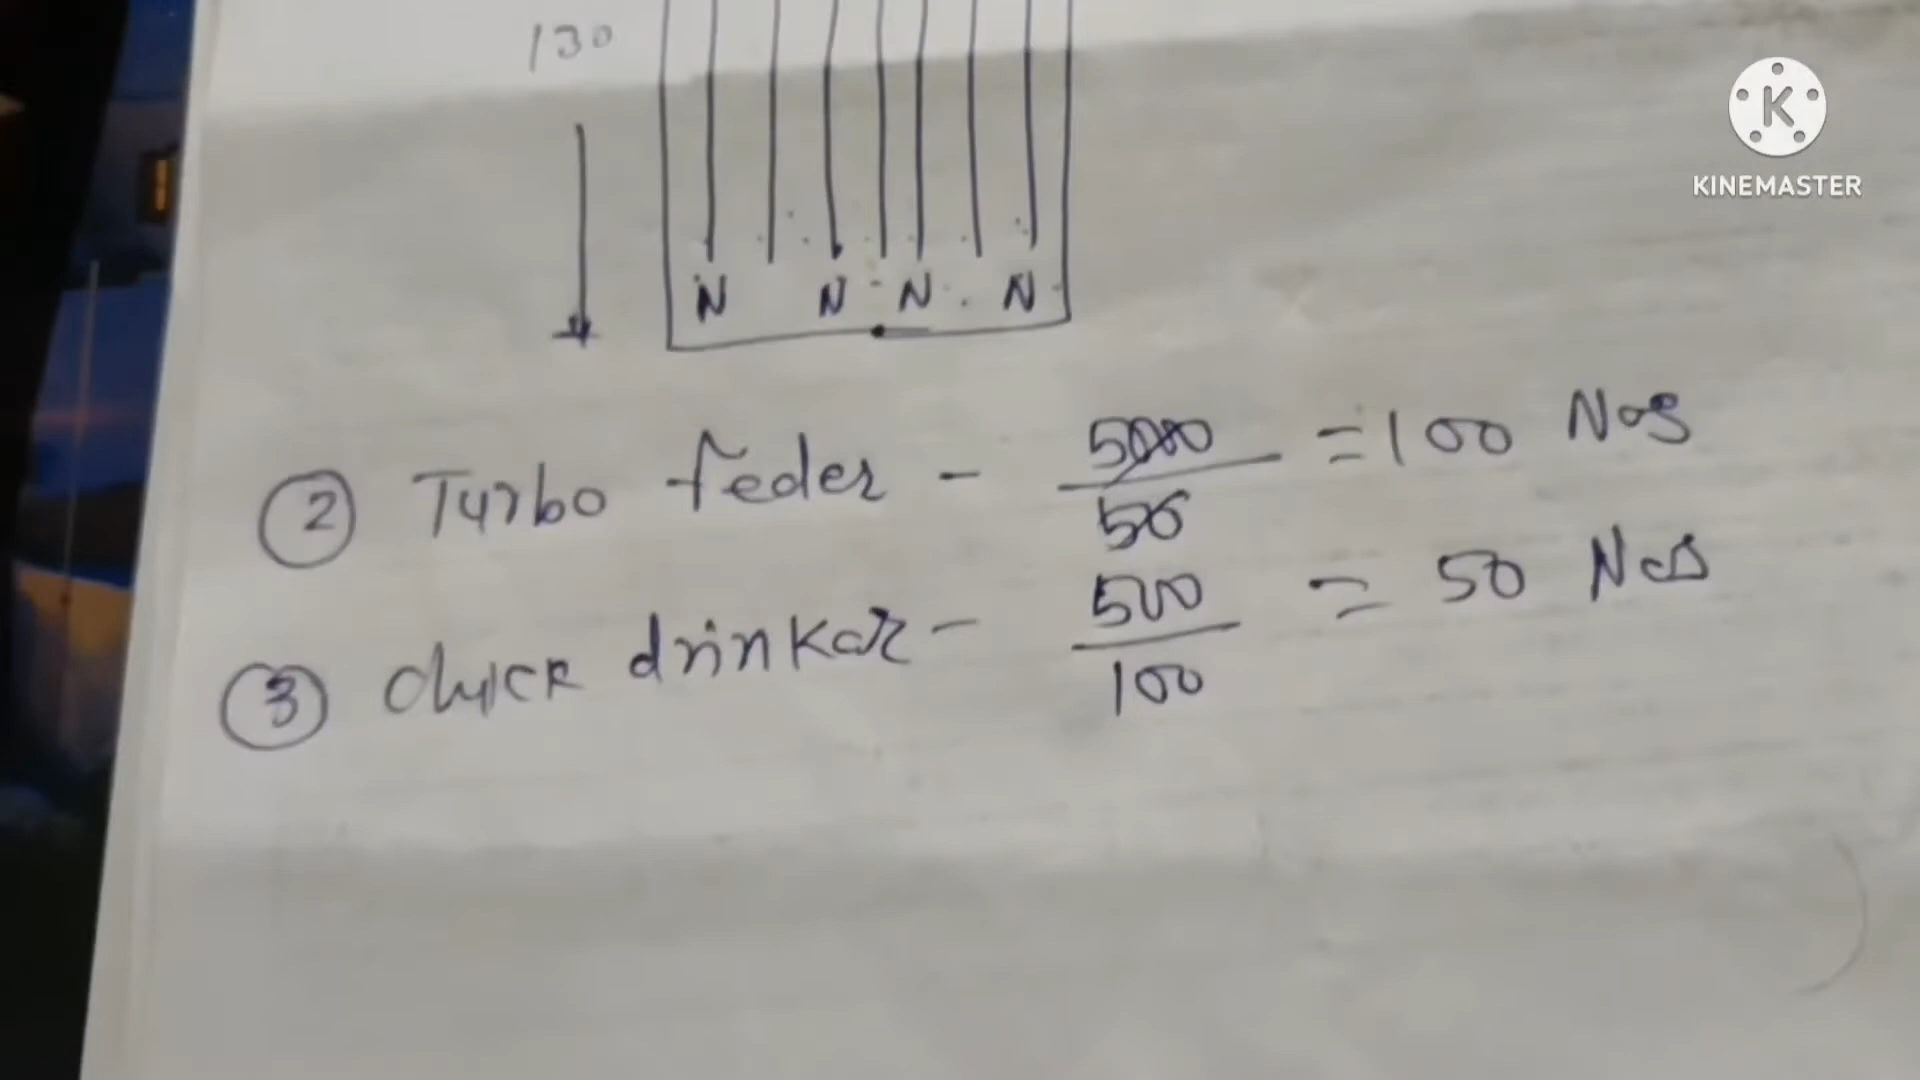 130
K
KINEMASTER
N N N N
2 Turbo feder - 5000/50 = 100 Nos
3 chick drinkar - 500/100 = 50 Nos